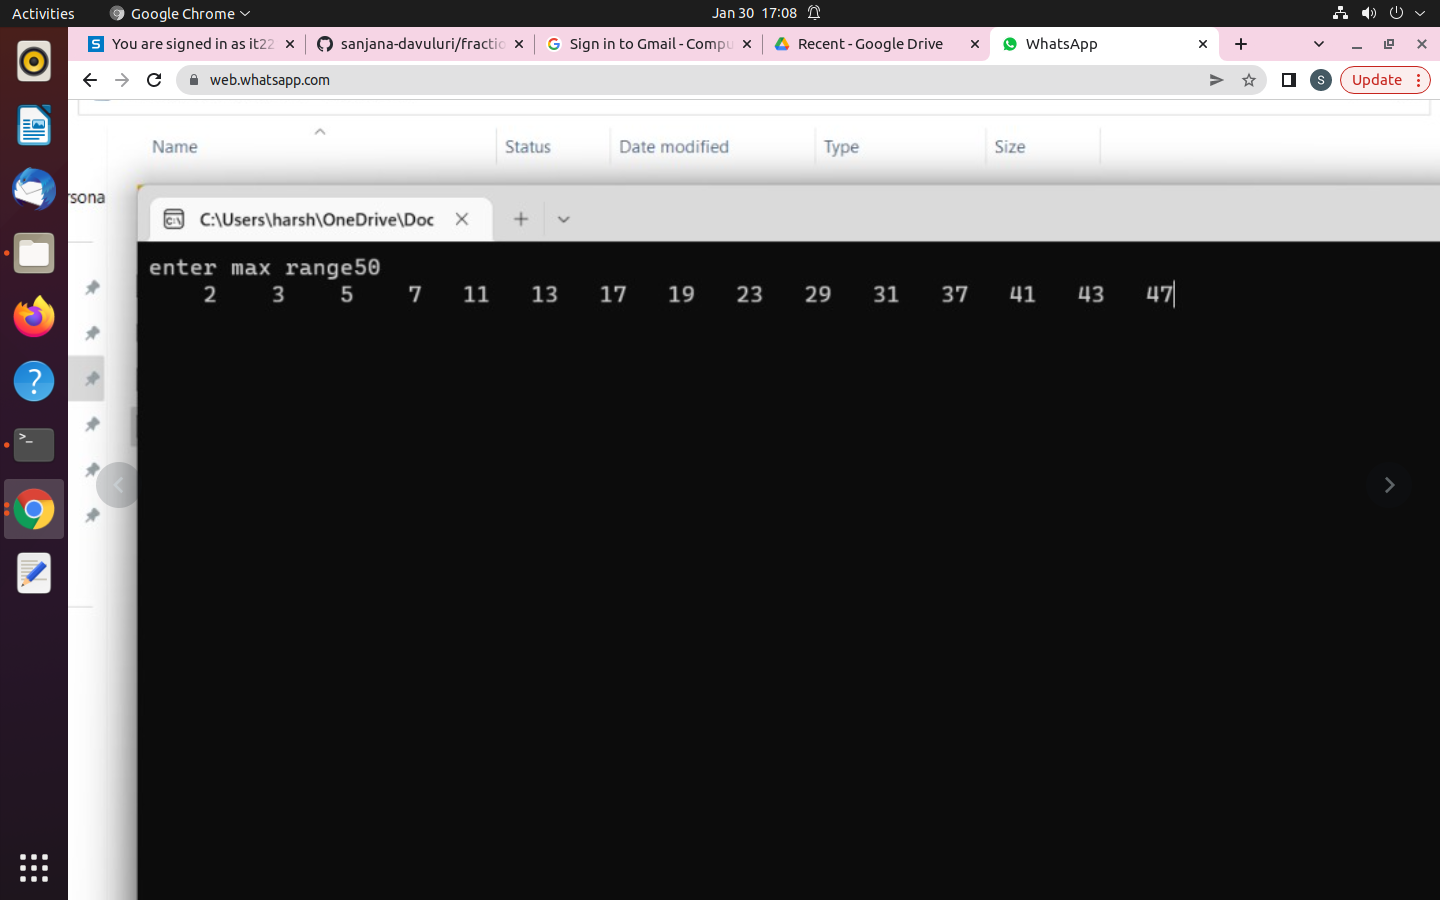 Activities Google Chrome Jan 30 17:08
You are signed in as it22 sanjana-davuluri/fractio Sign in to Gmail - Compu Recent - Google Drive WhatsApp
web.whatsapp.com S Update
Name Status Date modified Type Size
rsona
C:\Users\harsh\OneDrive\Doc
enter max range50
2 3 5 7 11 13 17 19 23 29 31 37 41 43 47